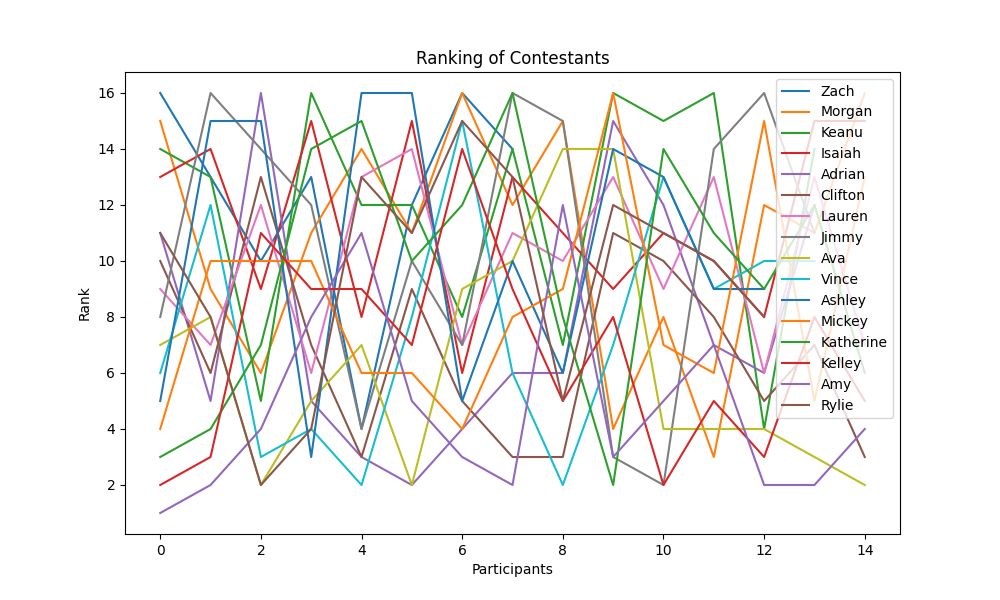 Ranking of Contestants
Rank
16
14
12
10
8
6
4
2
Zach
Morgan
Keanu
Isaiah
Adrian
Clifton
Lauren
Jimmy
Ava
Vince
Ashley
Mickey
Katherine
Kelley
Amy
Rylie
0 2 4 6 8 10 12 14
Participants